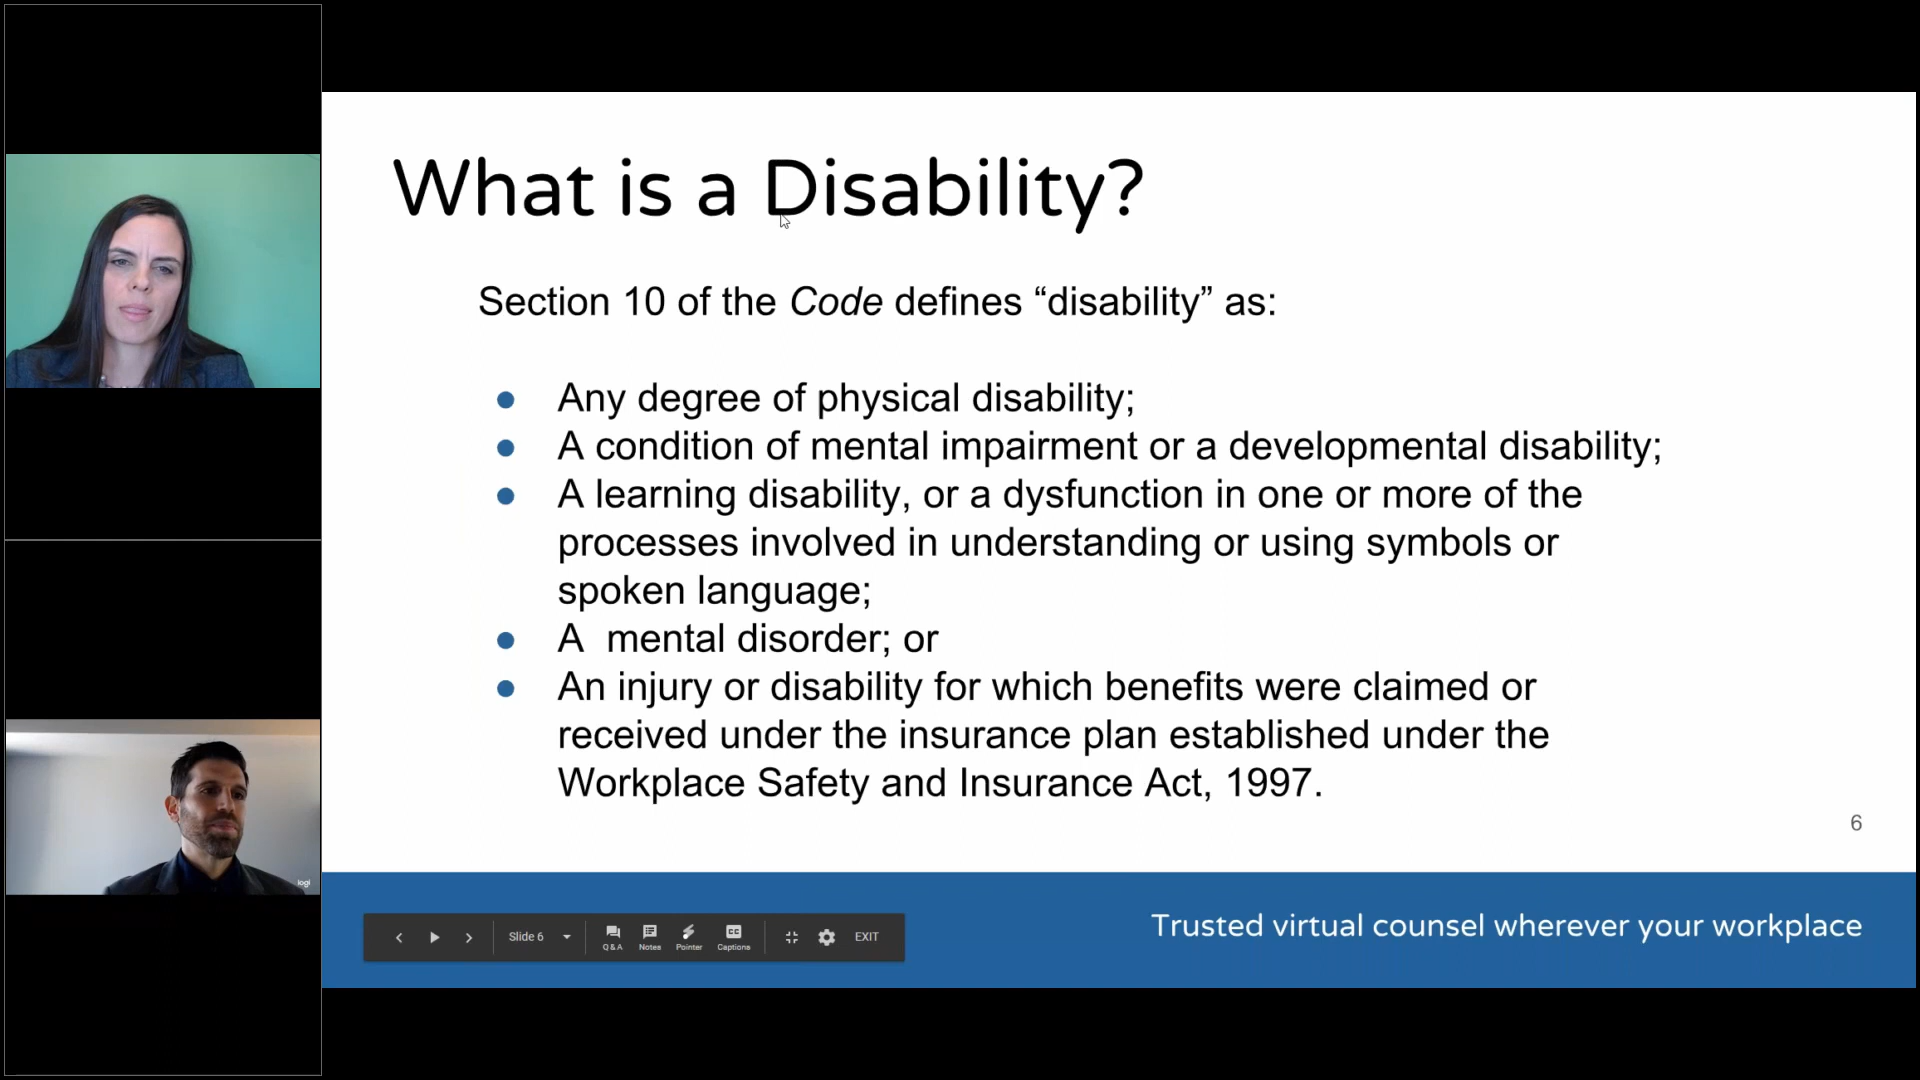 What is a Disability?
Section 10 of the Code defines “disability” as:
● Any degree of physical disability;
● A condition of mental impairment or a developmental disability;
● A learning disability, or a dysfunction in one or more of the
processes involved in understanding or using symbols or
spoken language;
● A  mental disorder; or
● An injury or disability for which benefits were claimed or
received under the insurance plan established under the
Workplace Safety and Insurance Act, 1997.
6
logi
Slide 6
Q&A
Notes
Pointer
Captions
EXIT
Trusted virtual counsel wherever your workplace